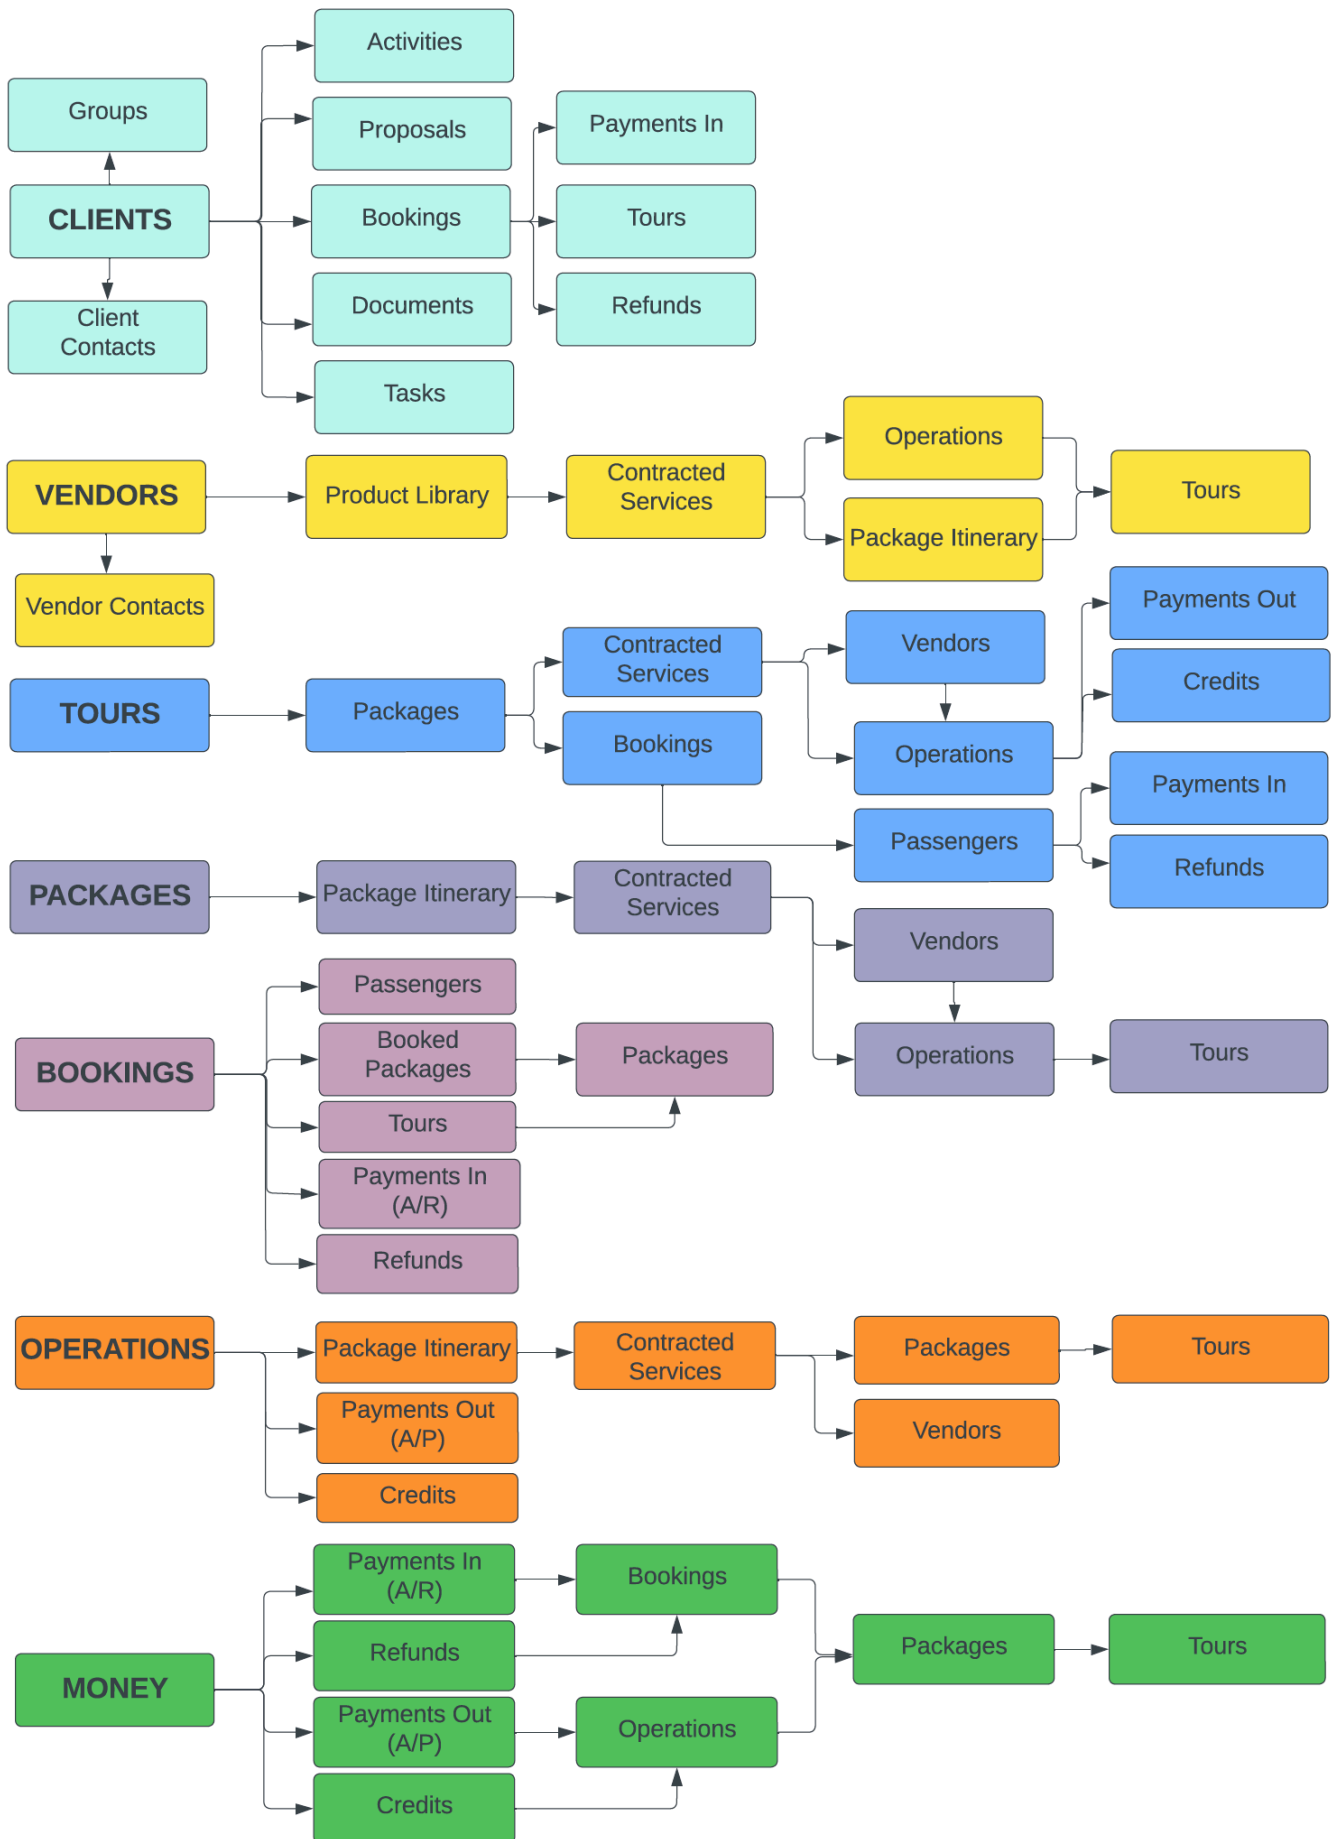 Activities
Groups
Proposals
Payments In
CLIENTS
Bookings
Tours
Client
Contacts
Documents
Refunds
Tasks
Operations
VENDORS
Product Library
Contracted
Services
Package Itinerary
Tours
Vendor Contacts
Payments Out
Contracted
Services
Vendors
Credits
TOURS
Packages
Bookings
Operations
Payments In
Passengers
Refunds
PACKAGES
Package Itinerary
Contracted
Services
Vendors
Operations
Tours
Passengers
BOOKINGS
Booked
Packages
Packages
Tours
Payments In
(A/R)
Refunds
OPERATIONS
Package Itinerary
Contracted
Services
Packages
Tours
Payments Out
(A/P)
Vendors
Credits
Payments In
(A/R)
Bookings
Refunds
Packages
Tours
MONEY
Payments Out
(A/P)
Operations
Credits